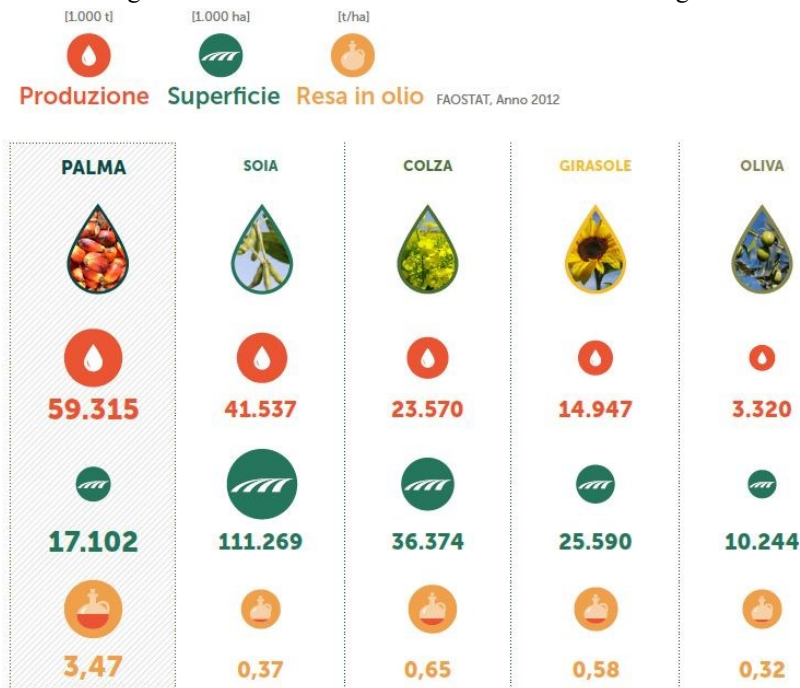 [1.000 t] [1.000 ha] [t/ha]
Produzione Superficie Resa in olio FAOSTAT, Anno 2012
PALMA SOIA COLZA GIRASOLE OLIVA
59.315 41.537 23.570 14.947 3.320
17.102 111.269 36.374 25.590 10.244
3,47 0,37 0,65 0,58 0,32